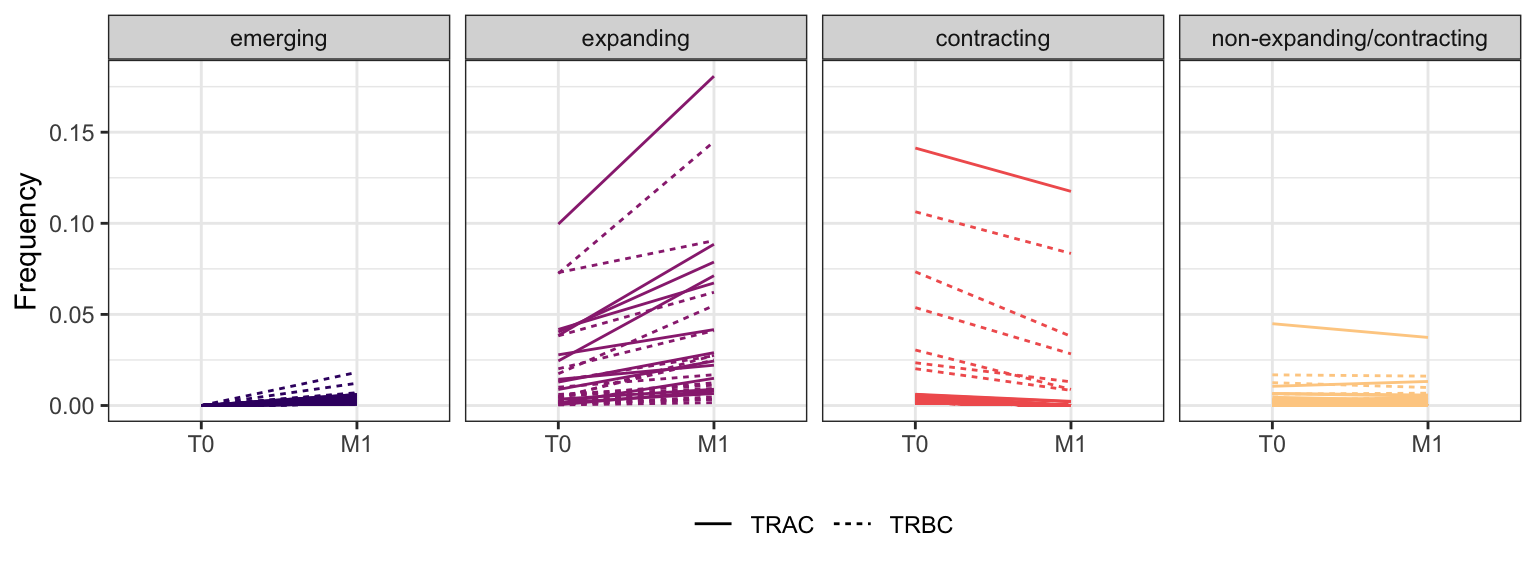 emerging expanding contracting non-expanding/contracting
Frequency
0.15
0.10
0.05
0.00
T0 M1 T0 M1 T0 M1 T0 M1
TRAC TRBC